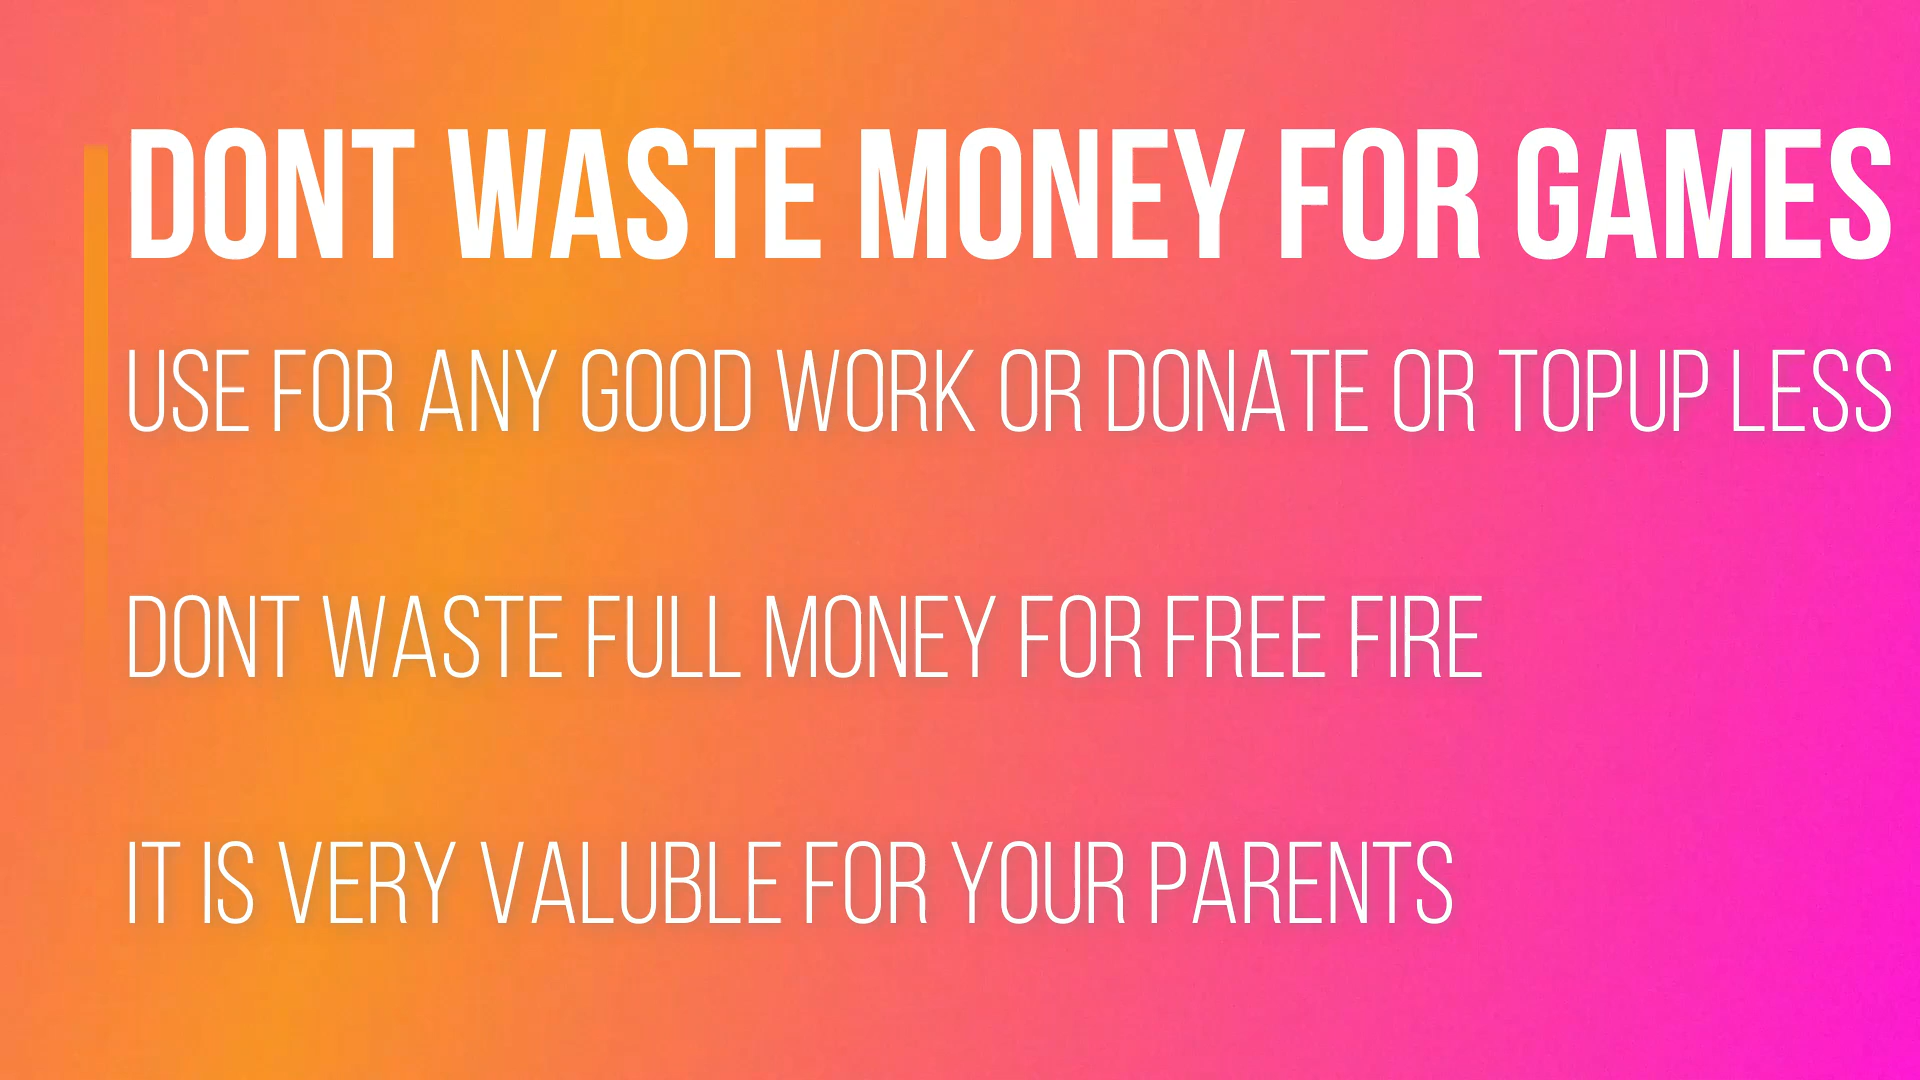 DONT WASTE MONEY FOR GAMES
USE FOR ANY GOOD WORK OR DONATE OR TOPUP LESS
DONT WASTE FULL MONEY FOR FREE FIRE
IT IS VERY VALUBLE FOR YOUR PARENTS